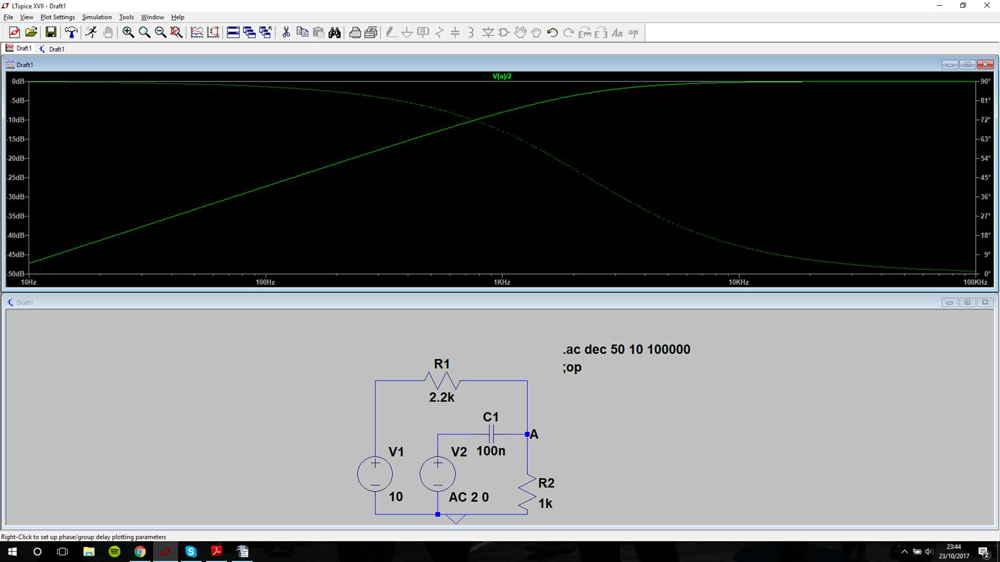 LTspice XVII - Draft1
File View Plot Settings Simulation Tools Window Help
Draft1 Draft1
Draft1
V(a)/2
0dB 90°
-5dB 81°
-10dB 72°
-15dB 63°
-20dB 54°
-25dB 45°
-30dB 36°
-35dB 27°
-40dB 18°
-45dB 9°
-50dB 0°
10Hz 100Hz 1KHz 10KHz 100KHz
Draft1
.ac dec 50 10 100000
;op
R1
2.2k
C1
A
V1 V2 100n
R2
10 AC 2 0 1k
Right-Click to set up phase/group delay plotting parameters
23:44
23/10/2017
2